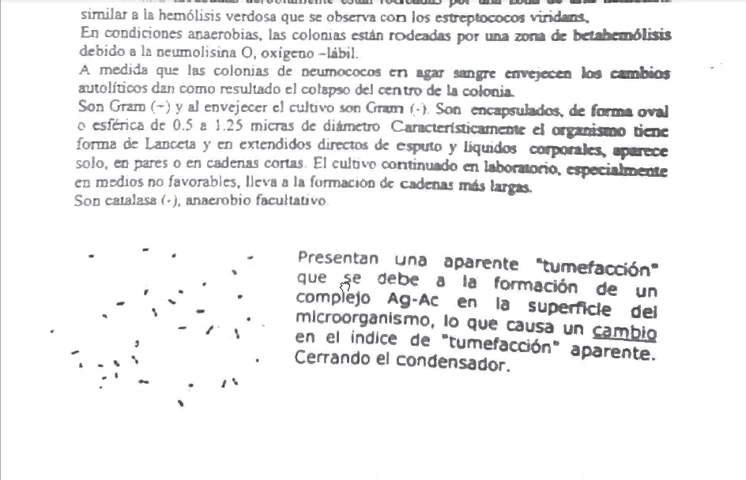 similar a la hemólisis verdosa que se observa con los estreptococos viridans,
En condiciones anaerobias, las colonias están rodeadas por una zona de betahemólisis
debido a la neumolisina O, oxígeno –lábil.
A medida que las colonias de neumococos en agar sangre envejecen los cambios
autolíticos dan como resultado el colapso del centro de la colonia.
Son Gram (+) y al envejecer el cultivo son Gram (-). Son encapsulados, de forma oval
o esférica de 0.5 a 1.25 micras de diámetro Característicamente el organismo tiene
forma de Lanceta y en extendidos directos de esputo y líquidos corporales, aparece
solo, en pares o en cadenas cortas. El cultivo continuado en laboratorio, especialmente
en medios no favorables, lleva a la formación de cadenas más largas.
Son catalasa (-), anaerobio facultativo.
Presentan una aparente "tumefacción"
que se debe a la formación de un
complejo Ag-Ac en la superficie del
microorganismo, lo que causa un cambio
en el índice de "tumefacción" aparente.
Cerrando el condensador.